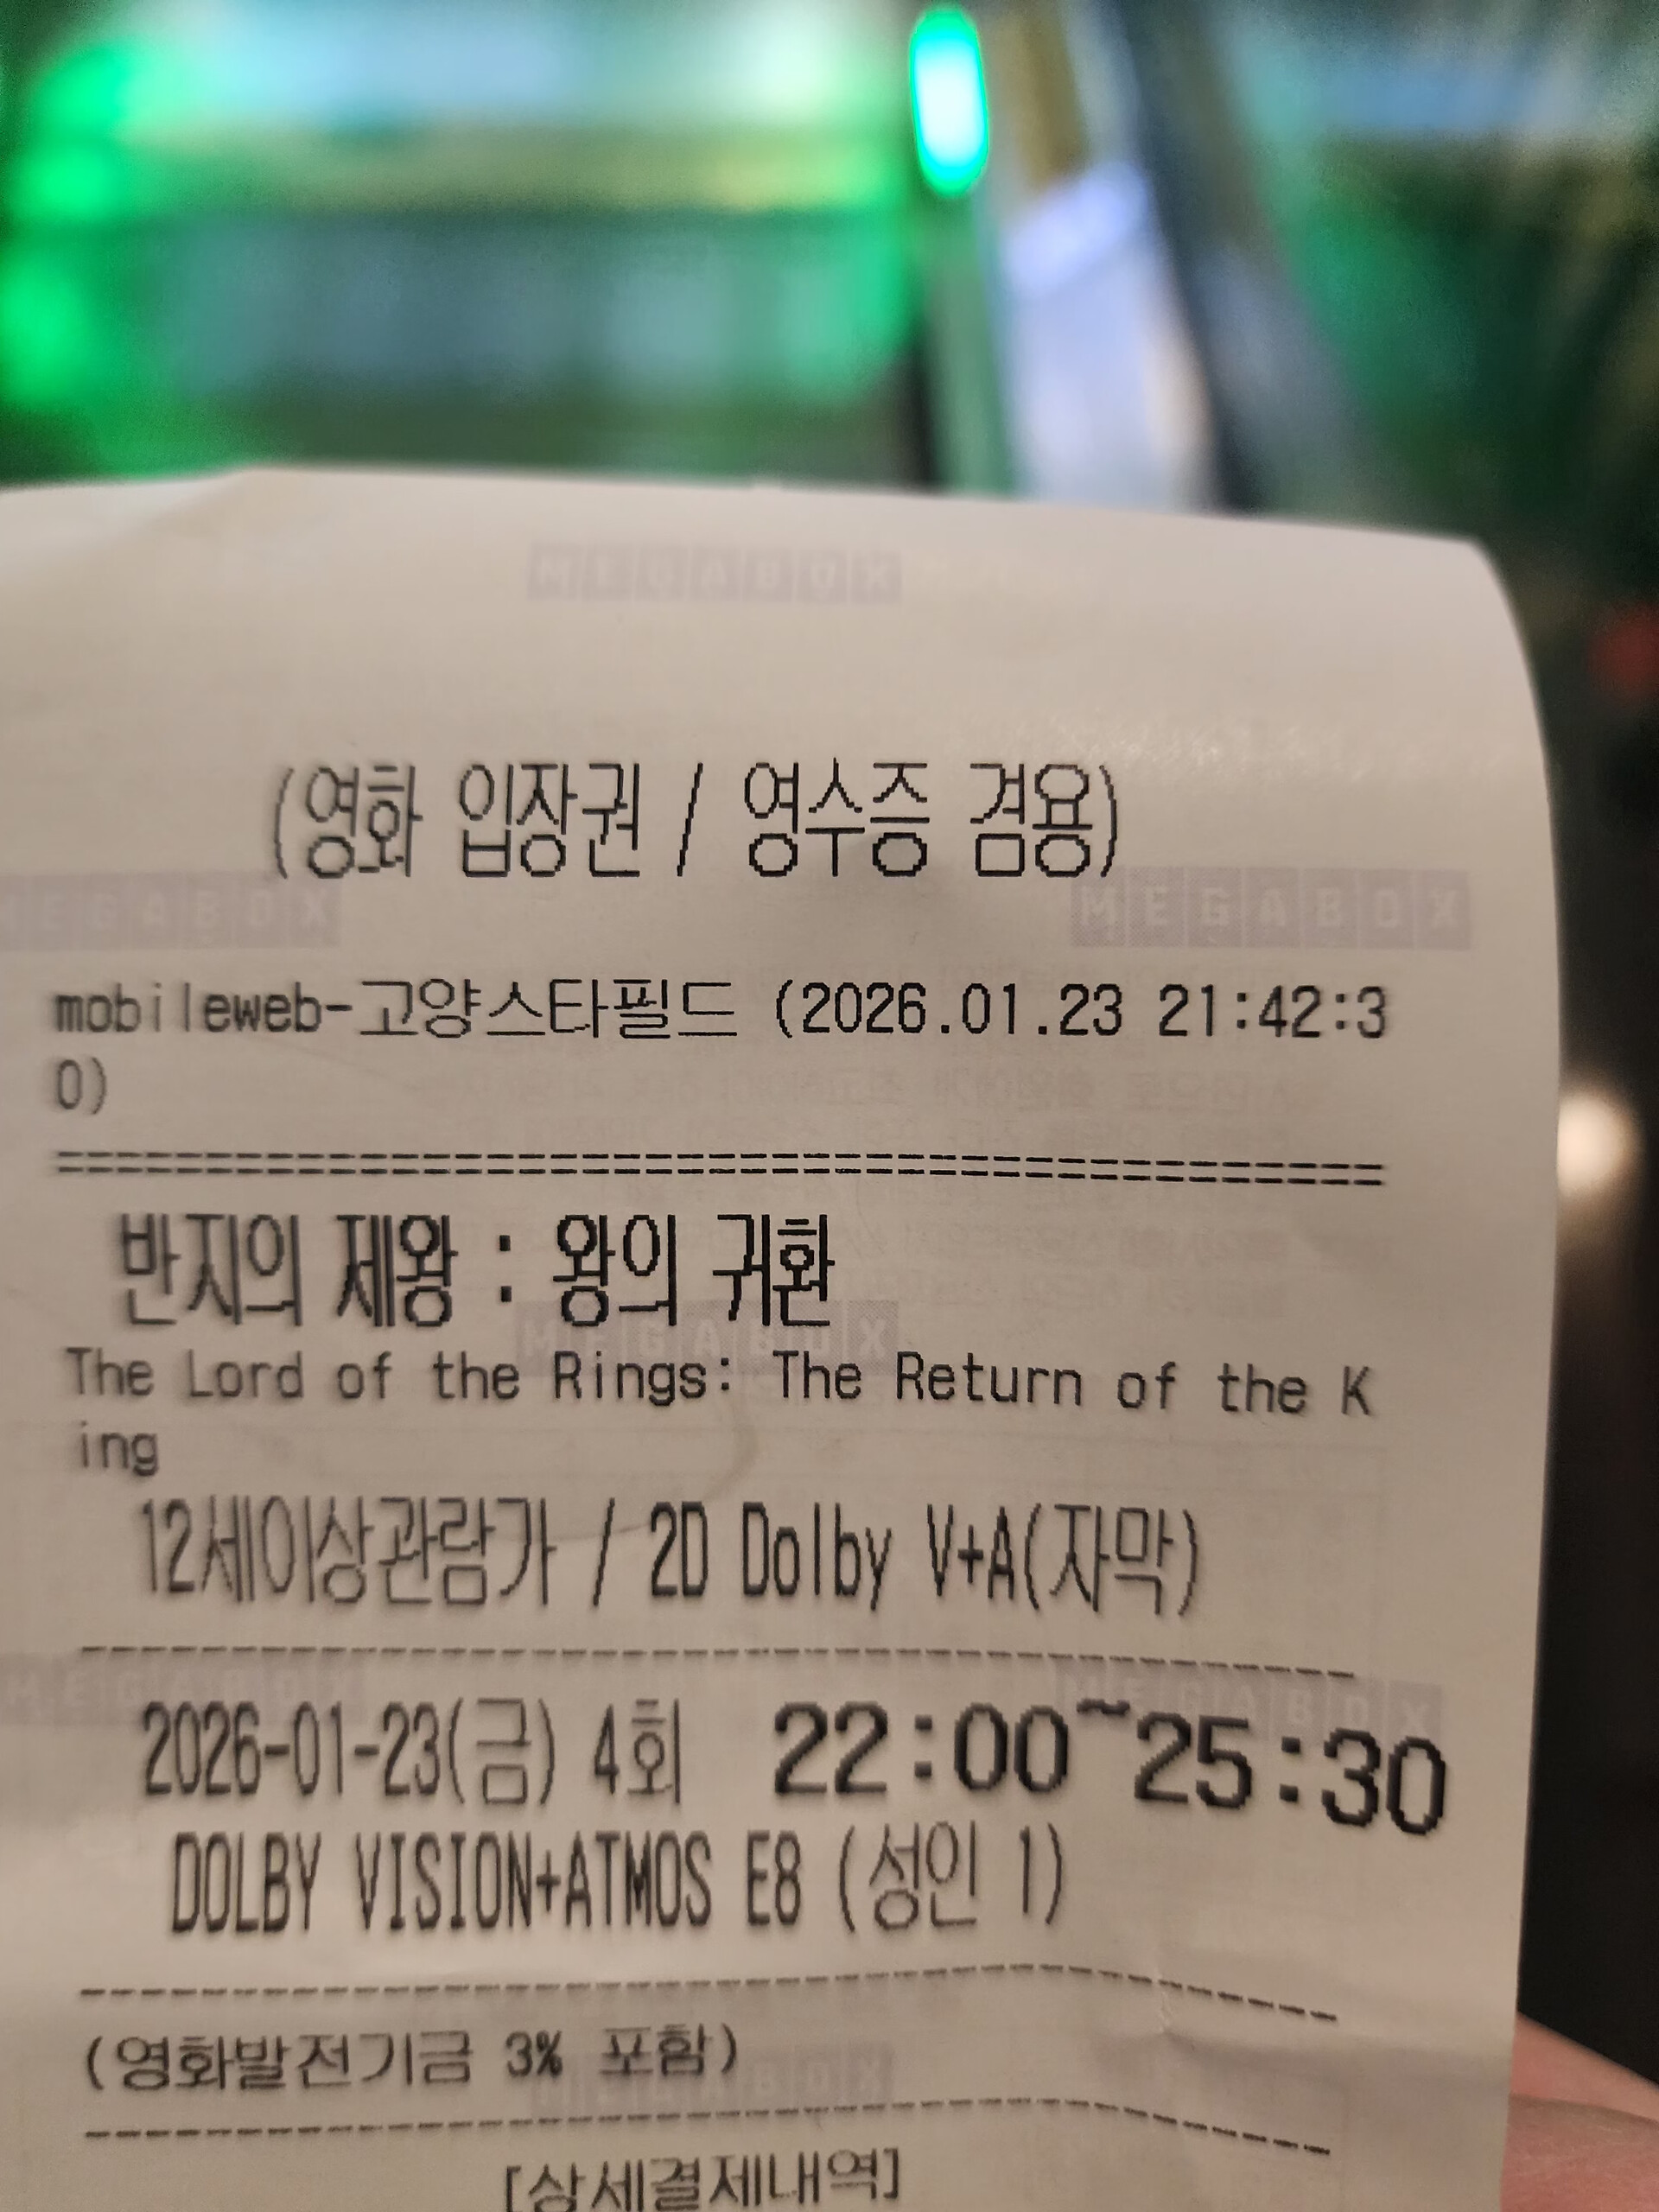 MEGABOX
(영화 입장권 / 영수증 겸용)
MEGABOX MEGABOX
mobileweb-고양스타필드 (2026.01.23 21:42:3
0)
반지의 제왕 : 왕의 귀환
MEGABOX
The Lord of the Rings: The Return of the K
ing
12세이상관람가 / 2D Dolby V+A(자막)
MEGABOX MEGABOX
2026-01-23(금) 4회 22:00~25:30
DOLBY VISION+ATMOS E8 (성인 1)
(영화발전기금 3% 포함)
MEGABOX
[상세결제내역]